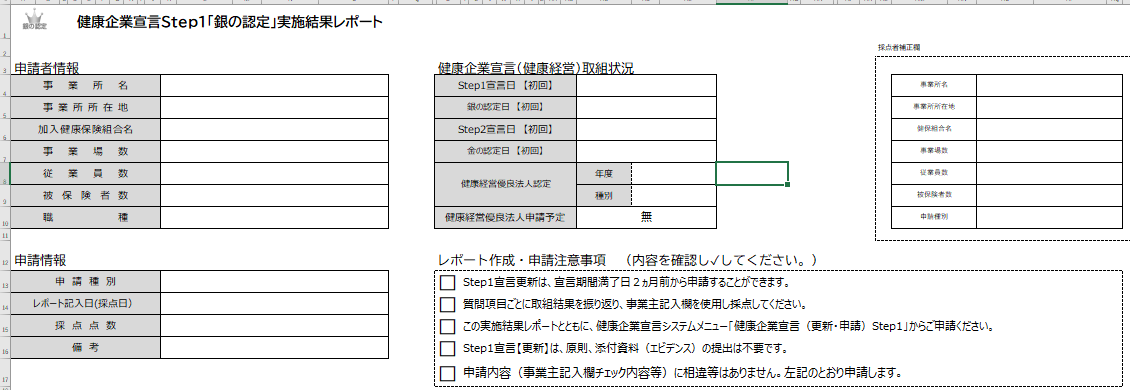 銀の認定
健康企業宣言Step1「銀の認定」実施結果レポート
採点者補正欄
申請者情報
事業所名
事業所所在地
加入健康保険組合名
事業場数
従業員数
被保険者数
職種
健康企業宣言(健康経営)取組状況
Step1宣言日【初回】
銀の認定日【初回】
Step2宣言日【初回】
金の認定日【初回】
健康経営優良法人認定
年度
種別
健康経営優良法人申請予定
無
事業所名
事業所所在地
健保組合名
事業場数
従業員数
被保険者数
申請種別
申請情報
申請種別
レポート記入日(採点日)
採点点数
備考
レポート作成・申請注意事項 (内容を確認し✓してください。)
Step1宣言更新は、宣言期間満了日2ヵ月前から申請することができます。
質問項目ごとに取組結果を振り返り、事業主記入欄を使用し採点してください。
この実施結果レポートとともに、健康企業宣言システムメニュー「健康企業宣言(更新・申請)Step1」からご申請ください。
Step1宣言【更新】は、原則、添付資料(エビデンス)の提出は不要です。
申請内容(事業主記入欄チェック内容等)に相違等はありません。左記のとおり申請します。
1
2
3
4
5
6
7
8
9
10
11
12
13
14
15
16
17